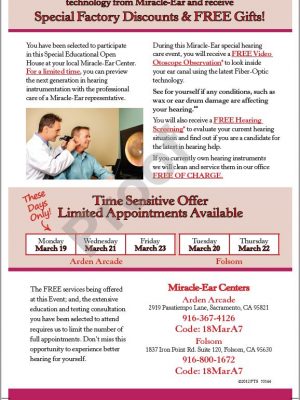 technology from Miracle-Ear and receive
Special Factory Discounts & FREE Gifts!
You have been selected to participate
in this Special Educational Open
House at your local Miracle-Ear Center.
For a limited time, you can preview
the next generation in hearing
instrumentation with the professional
care of a Miracle-Ear representative.
During this Miracle-Ear special hearing
care event, you will receive a FREE Video
Otoscope Observation* to look inside
your ear canal using the latest Fiber-Optic
technology.
See for yourself if any conditions, such as
wax or ear drum damage are affecting
your hearing.**
You will also receive a FREE Hearing
Screening* to evaluate your current hearing
situation and find out if you are a candidate for
the latest in hearing help.
If you currently own hearing instruments
we will clean and service them in our office
FREE OF CHARGE.
These
Days
Only!
Time Sensitive Offer
Limited Appointments Available
Monday
March 19
Wednesday
March 21
Friday
March 23
Tuesday
March 20
Thursday
March 22
Arden Arcade
Folsom
Proof
The FREE services being offered
at this Event; and, the extensive
education and testing consultation
you have been selected to attend
requires us to limit the number of
full appointments. Don't miss this
opportunity to experience better
hearing for yourself.
Miracle-Ear Centers
Arden Arcade
2919 Pasatiempo Lane, Sacramento, CA 95821
916-367-4126
Code: 18MarA7
Folsom
1837 Iron Point Rd. Suite 120, Folsom, CA 95630
916-800-1672
Code: 18MarA7